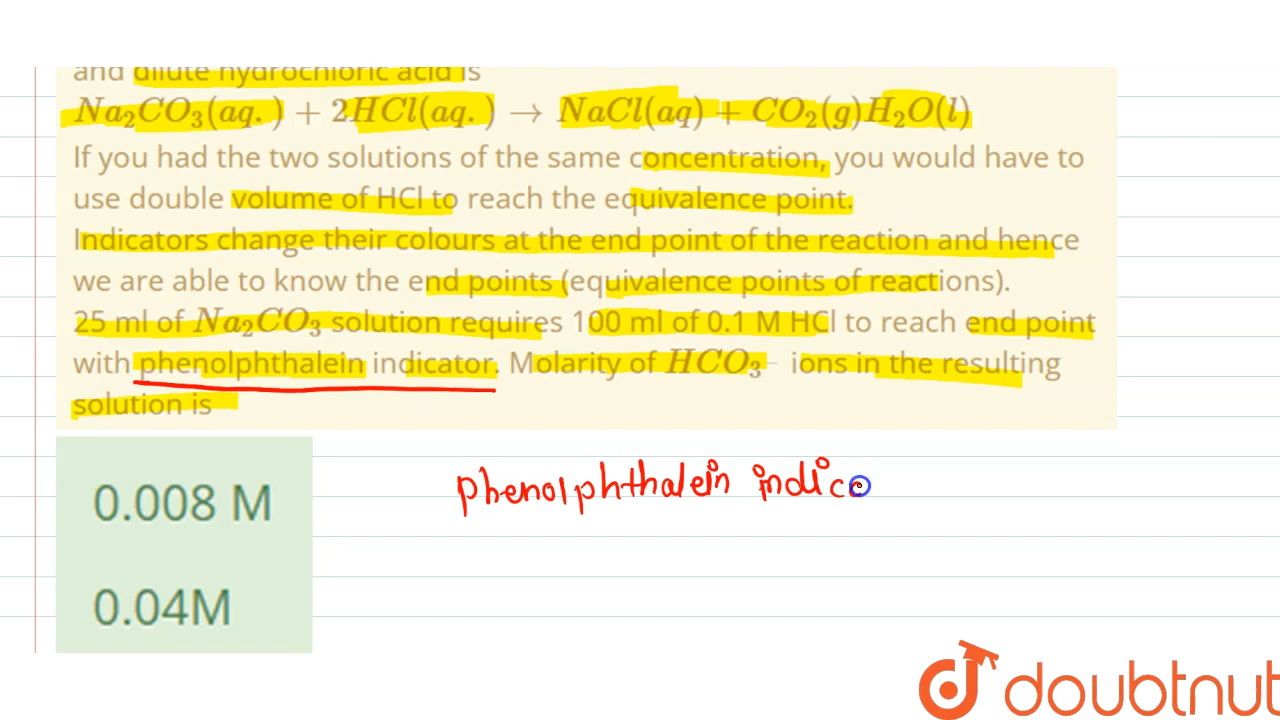 and dilute hydrochloric acid is
Na₂CO₃(aq.) + 2HCl(aq.) → NaCl(aq) + CO₂(g)H₂O(l)
If you had the two solutions of the same concentration, you would have to
use double volume of HCl to reach the equivalence point.
Indicators change their colours at the end point of the reaction and hence
we are able to know the end points (equivalence points of reactions).
25 ml of Na₂CO₃ solution requires 100 ml of 0.1 M HCl to reach end point
with phenolphthalein indicator. Molarity of HCO₃− ions in the resulting
solution is
0.008 M
0.04M
phenolphthalein indica
doubtnut